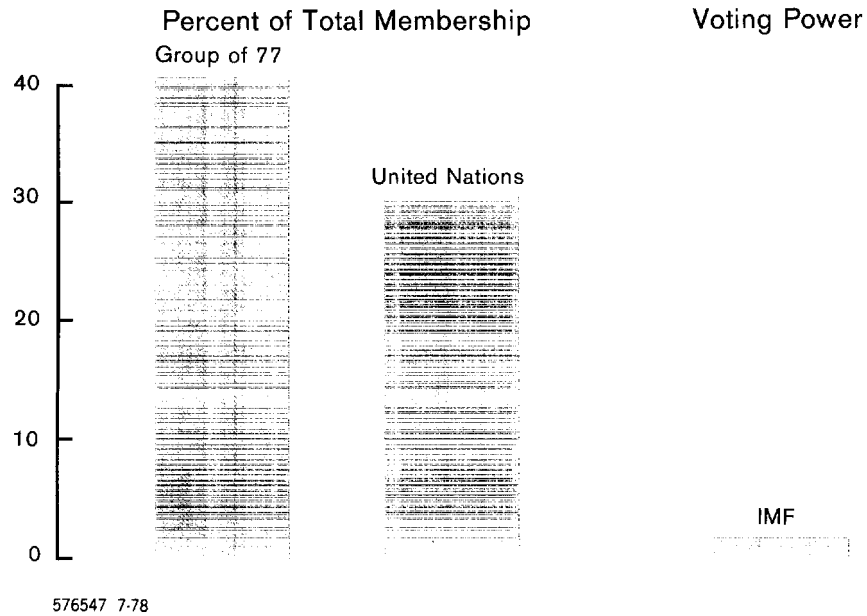 Percent of Total Membership
Voting Power
Group of 77
40
United Nations
30
20
10
IMF
0
576547 7-78